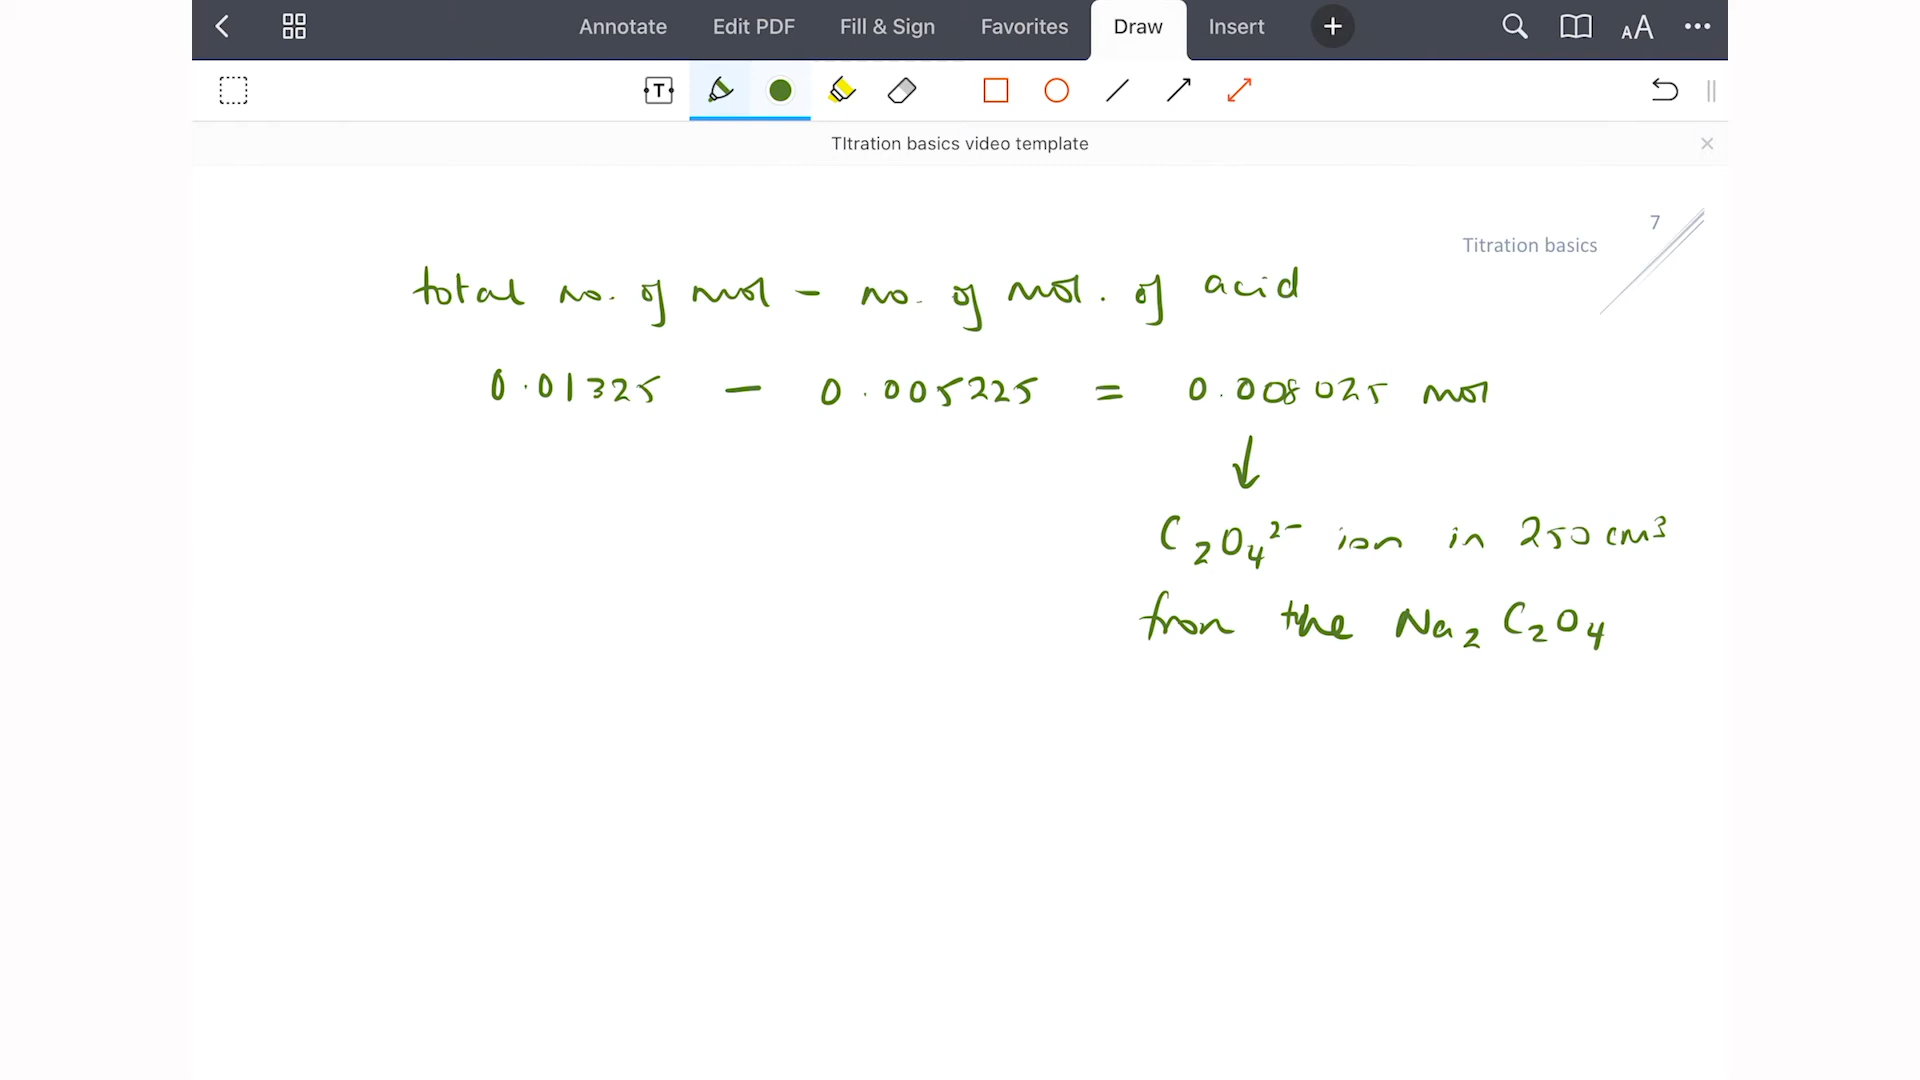 Annotate Edit PDF Fill & Sign Favorites Draw Insert
TItration basics video template
7
Titration basics
total no. of mol - no. of mol. of acid
0.01325 - 0.005225 = 0.008025 mol
↓
C₂O₄²⁻ ion in 250 cm³
from the Na₂C₂O₄